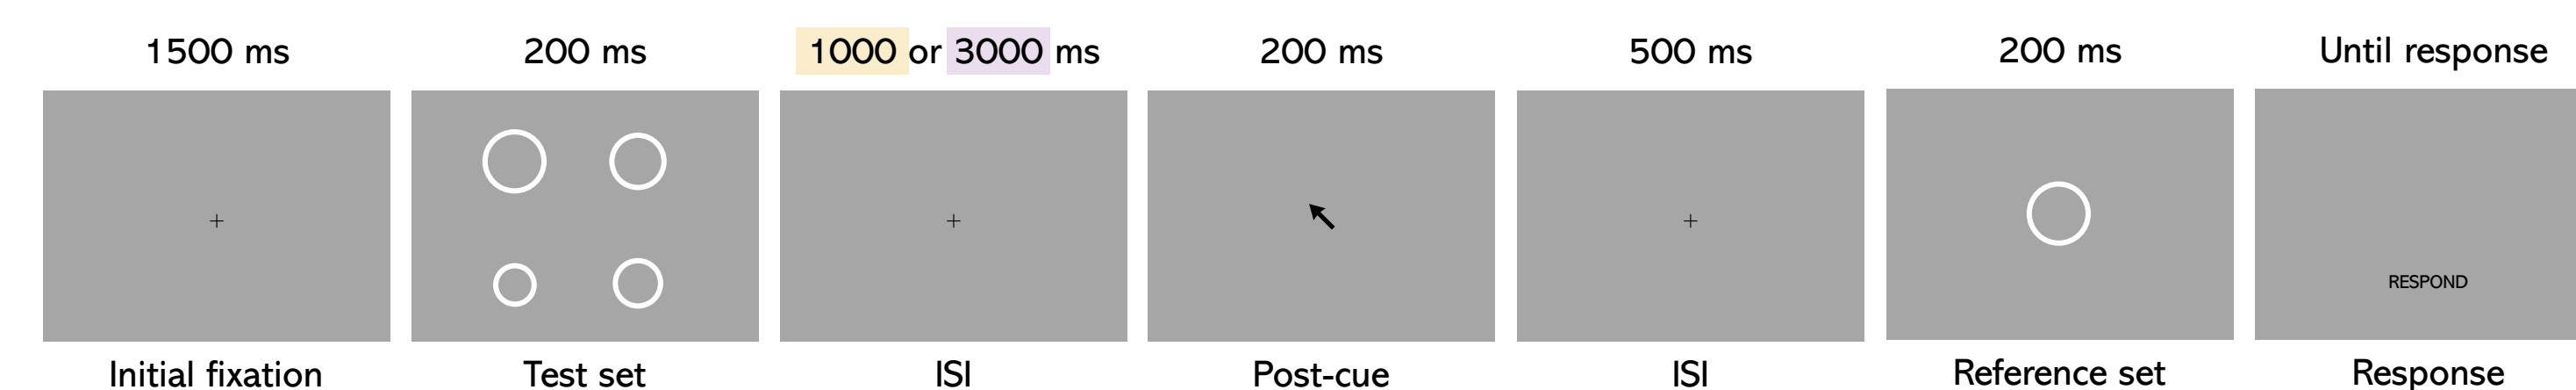 1500 ms
200 ms
1000 or 3000 ms
200 ms
500 ms
200 ms
Until response
RESPOND
Initial fixation
Test set
ISI
Post-cue
ISI
Reference set
Response